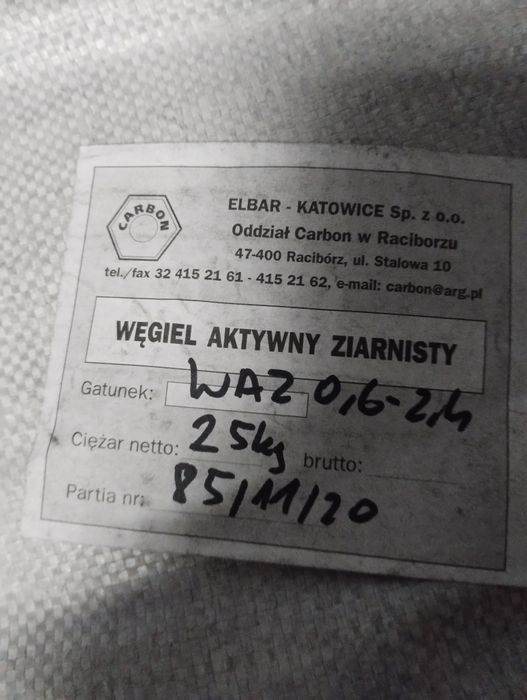 CARBON
ELBAR - KATOWICE Sp. z o.o.
Oddział Carbon w Raciborzu
47-400 Racibórz, ul. Stalowa 10
tel./fax 32 415 21 61 - 415 21 62, e-mail: carbon@arg.pl
WĘGIEL AKTYWNY ZIARNISTY
Gatunek: WAZ 0,6-2,4
Ciężar netto: 25kg brutto:
Partia nr: 85/11/20